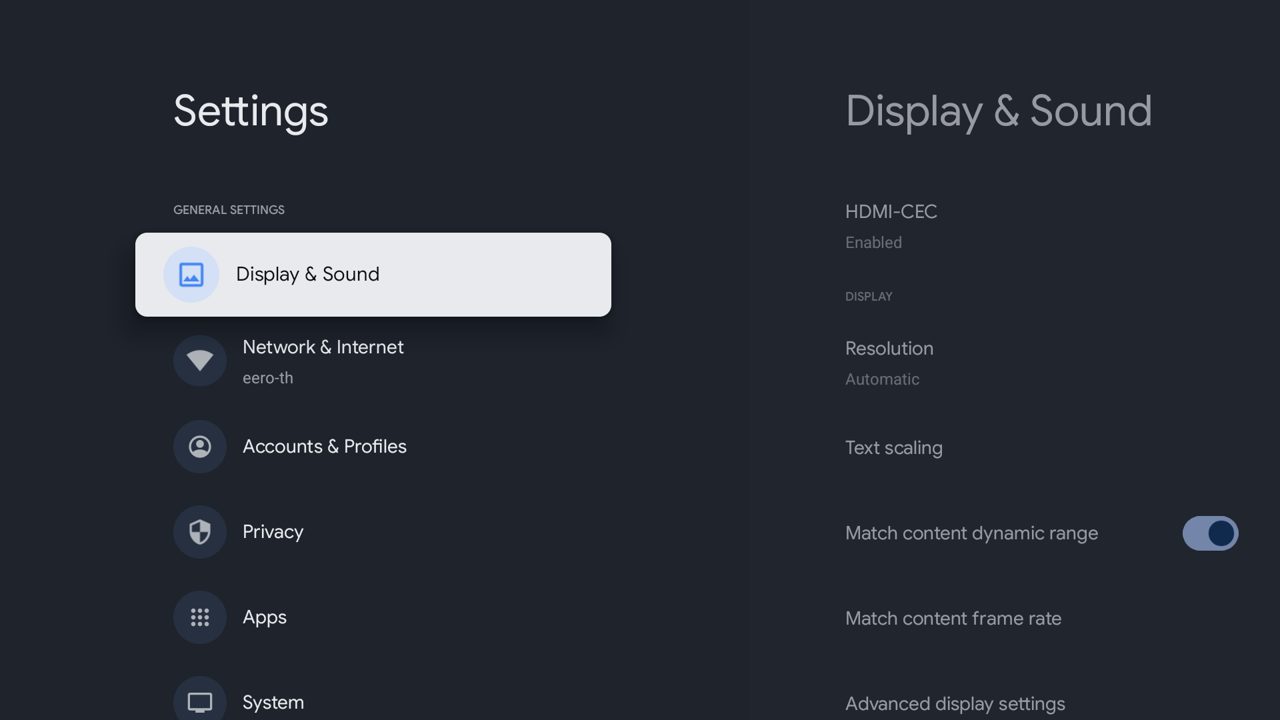 Settings
GENERAL SETTINGS
Display & Sound
Network & Internet
eero-th
Accounts & Profiles
Privacy
Apps
System
Display & Sound
HDMI-CEC
Enabled
DISPLAY
Resolution
Automatic
Text scaling
Match content dynamic range
Match content frame rate
Advanced display settings